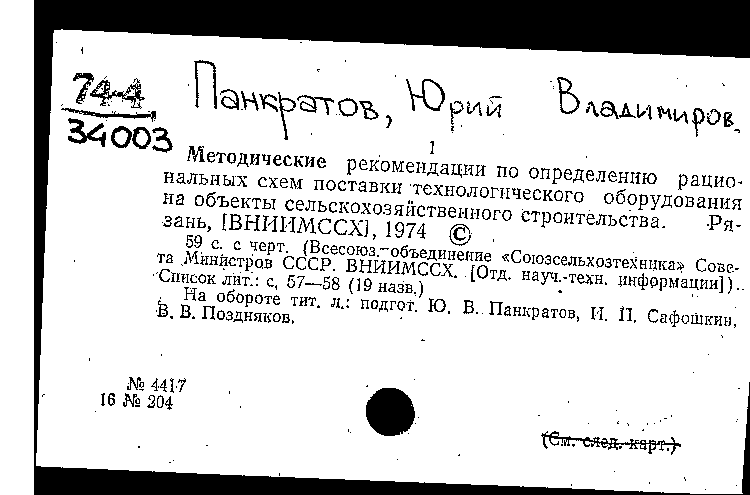 74-4
34003
Панкратов, Юрий Владимиров.
1
Методические рекомендации по определению рацио-
нальных схем поставки технологического оборудования
на объекты сельскохозяйственного строительства. Ря-
зань, [ВНИИМССХ], 1974 ©
59 с. с черт. (Всесоюз. объединение «Союзсельхозтехника» Сове-
та Министров СССР. ВНИИМССХ. [Отд. науч.-техн. информации])..
Список лит.: с. 57—58 (19 назв.)
На обороте тит. л.: подгот. Ю. В. Панкратов, И. П. Сафошкин,
В. В. Поздняков.
№ 4417
16 № 204
(См. след. карт.)